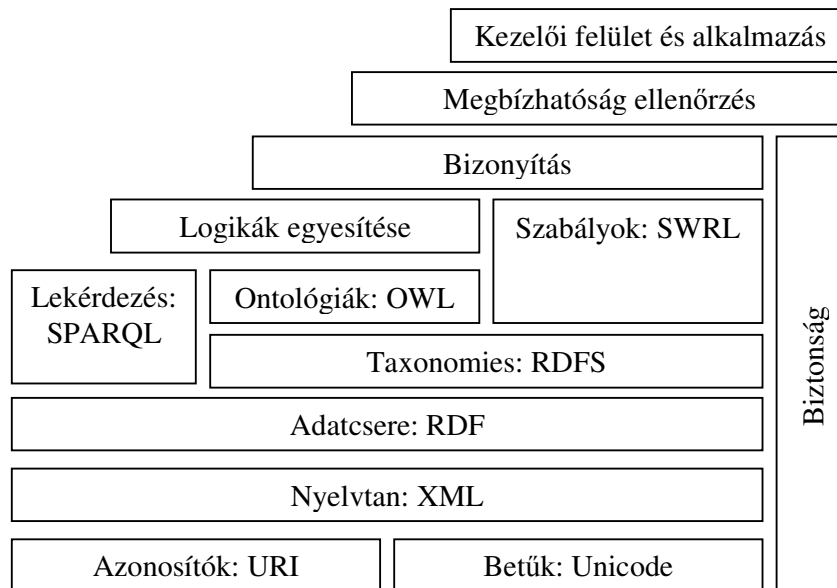 Kezelői felület és alkalmazás
Megbízhatóság ellenőrzés
Bizonyítás
Logikák egyesítése
Szabályok: SWRL
Lekérdezés:
SPARQL
Ontológiák: OWL
Taxonomies: RDFS
Adatcsere: RDF
Nyelvtan: XML
Azonosítók: URI
Betűk: Unicode
Biztonság